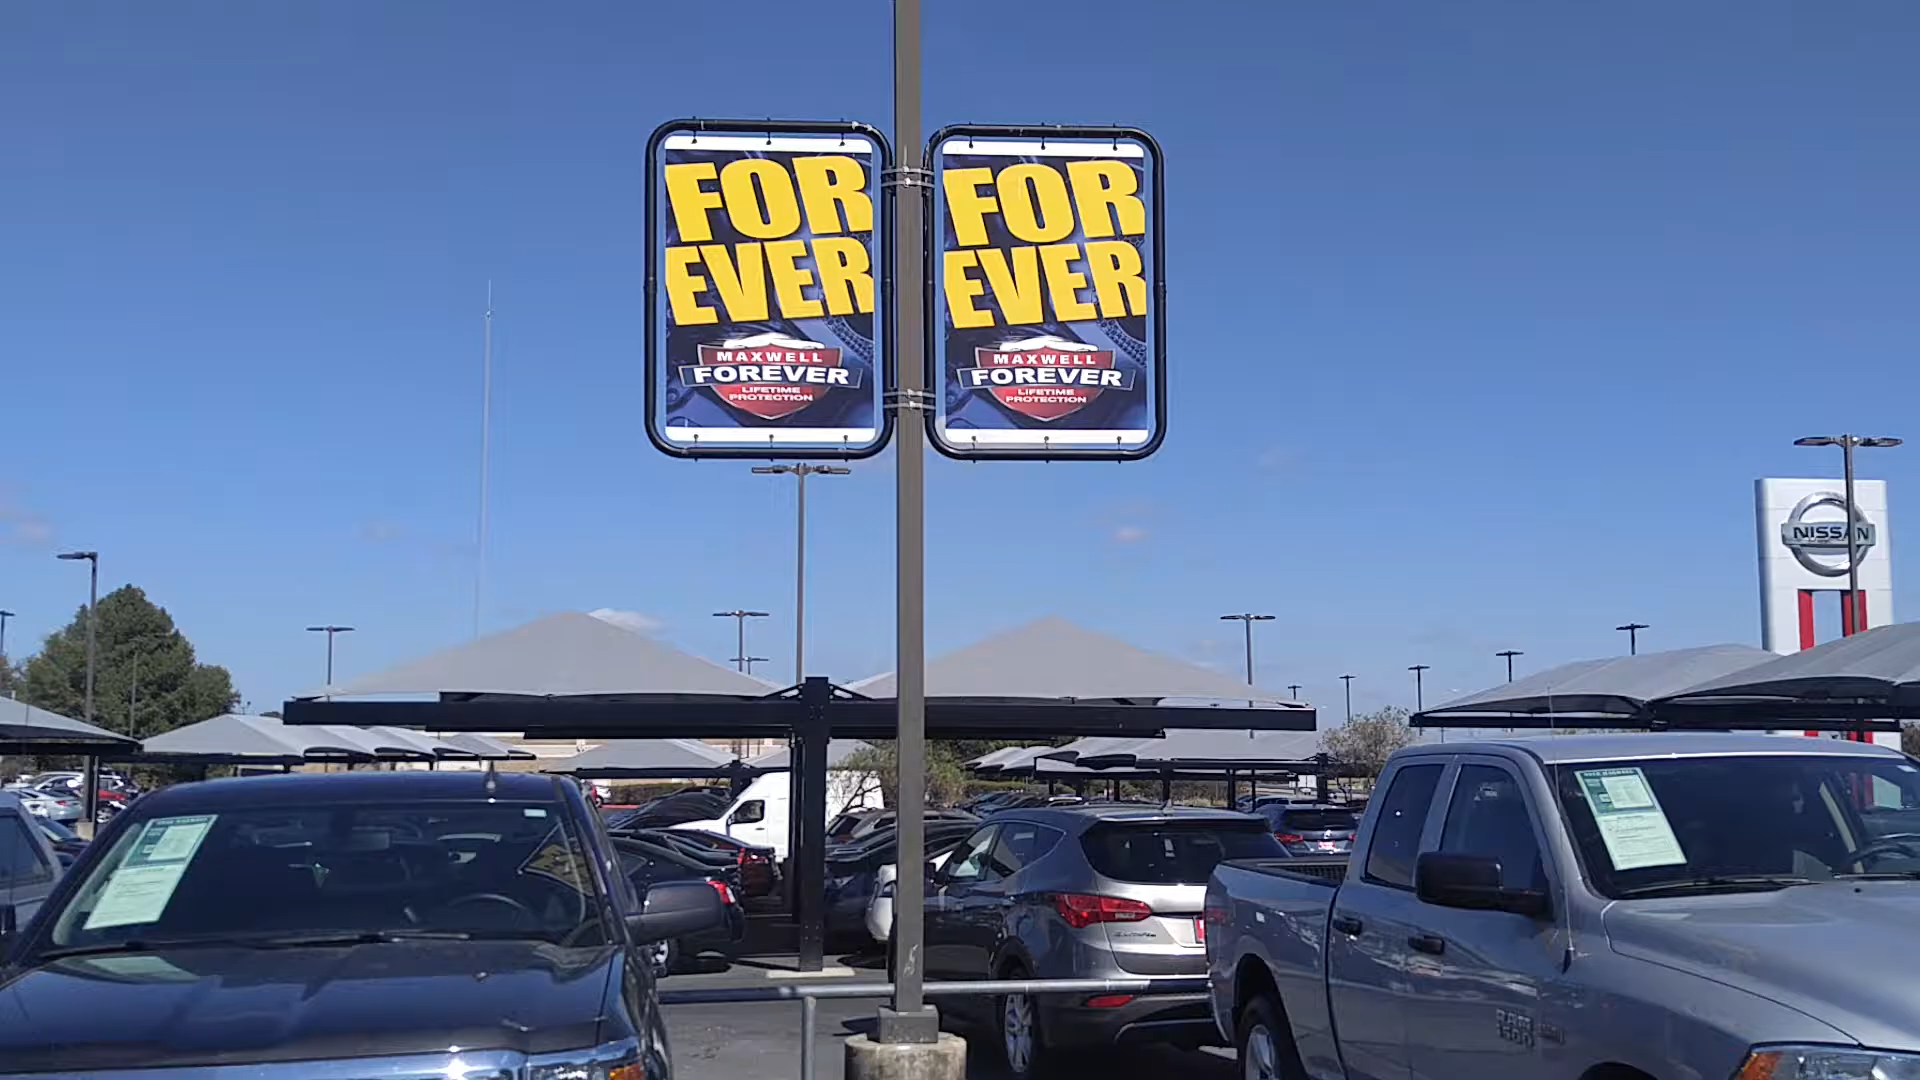 FOR
EVER
MAXWELL
FOREVER
LIFETIME
PROTECTION
FOR
EVER
MAXWELL
FOREVER
LIFETIME
PROTECTION
NISSAN